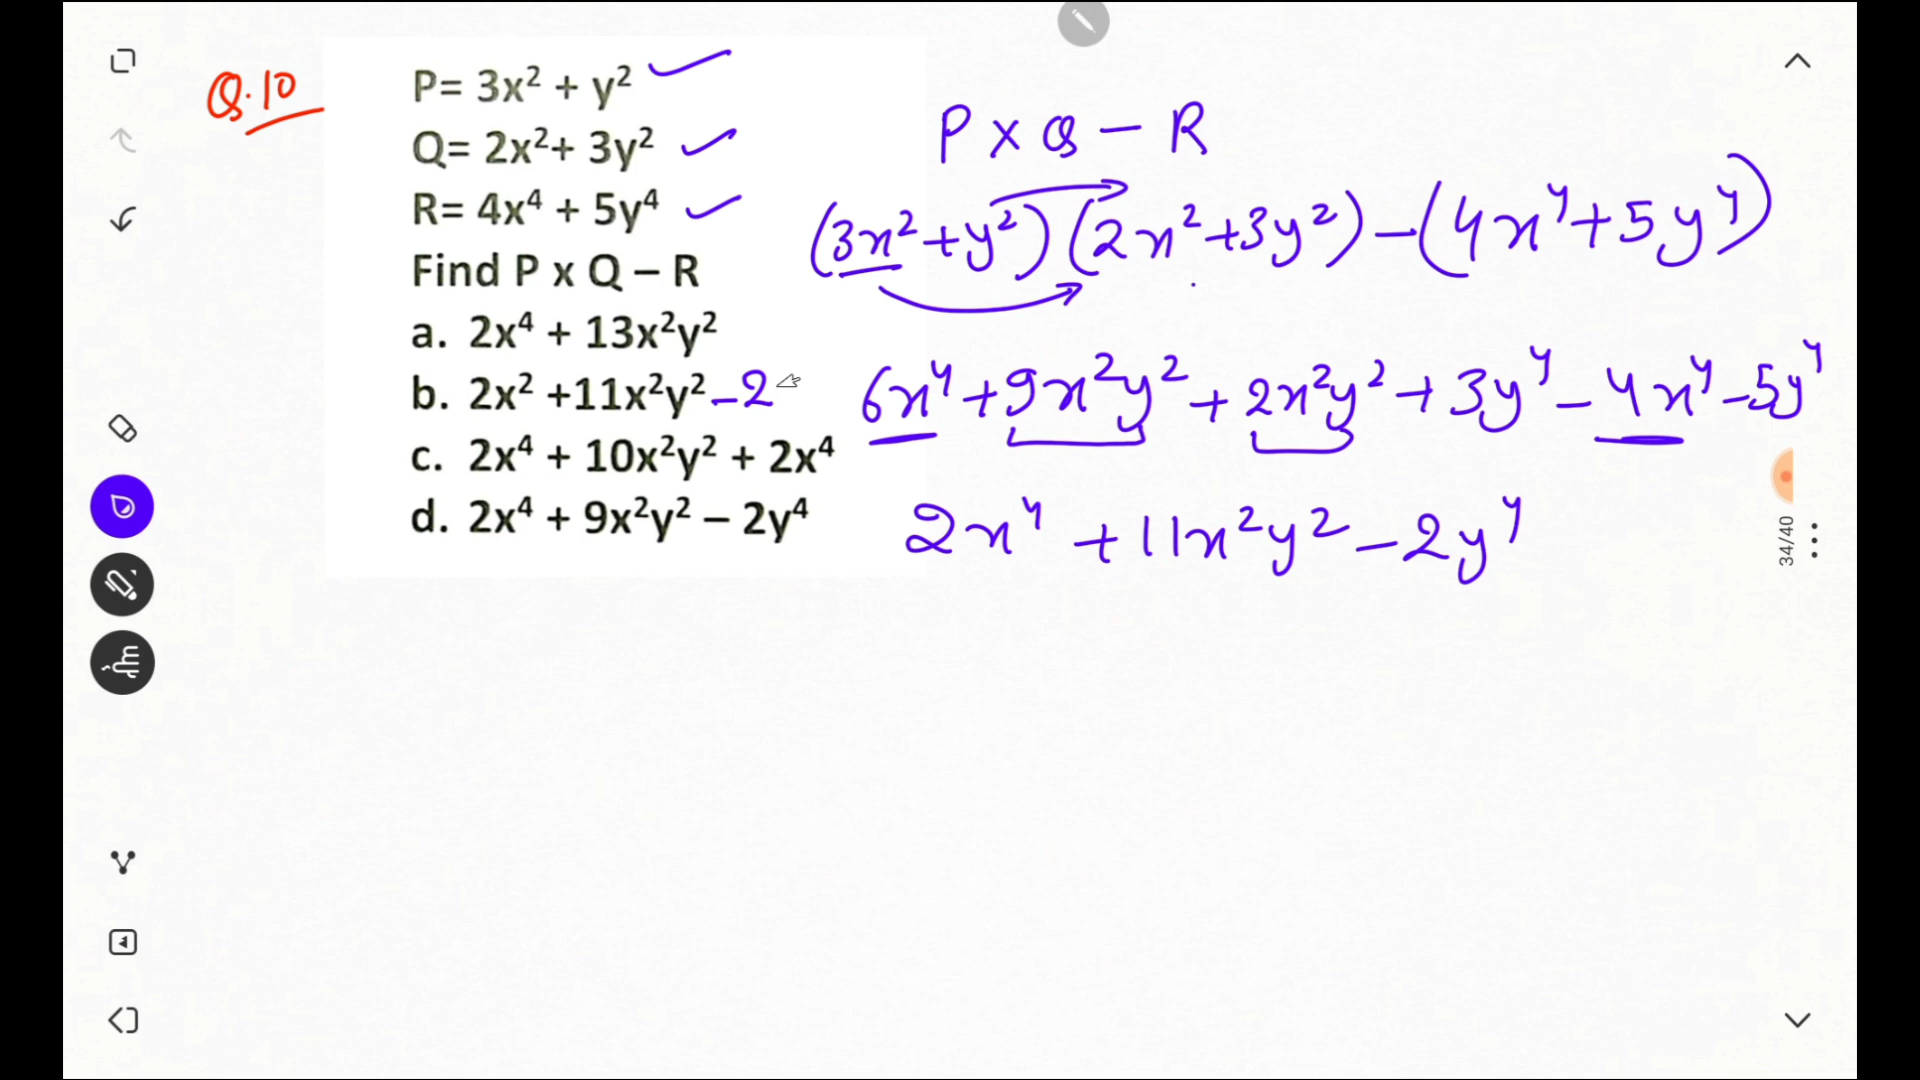 Q.10
P= 3x² + y²
Q= 2x²+ 3y²
R= 4x⁴ + 5y⁴
Find P x Q – R
a. 2x⁴ + 13x²y²
b. 2x² +11x²y² -2
c. 2x⁴ + 10x²y² + 2x⁴
d. 2x⁴ + 9x²y² – 2y⁴
P x Q - R
(3x²+y²)(2x²+3y²)-(4x⁴+5y⁴)
6x⁴+9x²y²+2x²y²+3y⁴-4x⁴-5y⁴
2x⁴+11x²y²-2y⁴
34/40